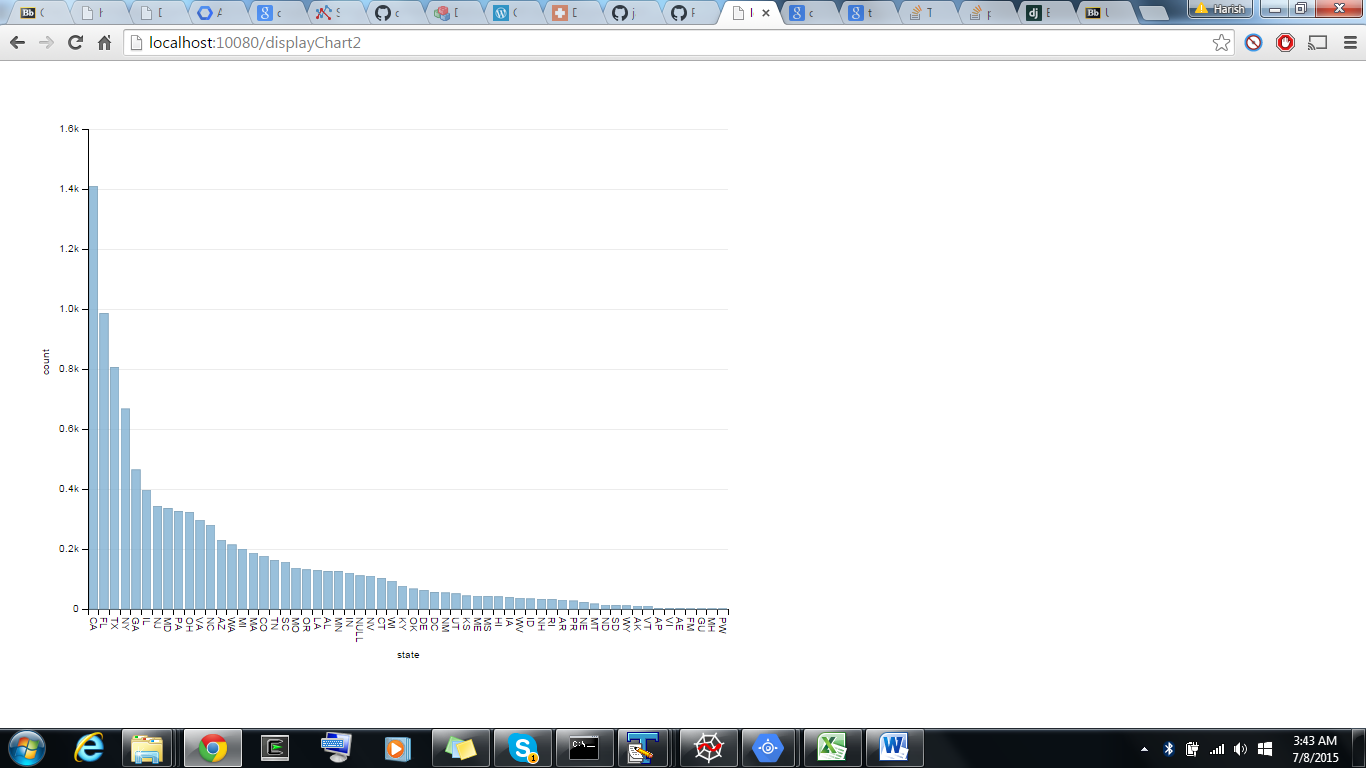 Harish
localhost:10080/displayChart2
1.6k
1.4k
1.2k
1.0k
0.8k
0.6k
0.4k
0.2k
0
count
CA FL TX NY GA IL NJ MD PA OH VA NC AZ WA MI MA CO TN SC MO OR LA AL MN IN NULL NV CT WI KY OK DE DC NM UT KS ME MS HI IA WV ID NH RI AR PR NE MT ND SD WY AK VT AP VI AE FM GU MH PW
state
C:\
3:43 AM
7/8/2015